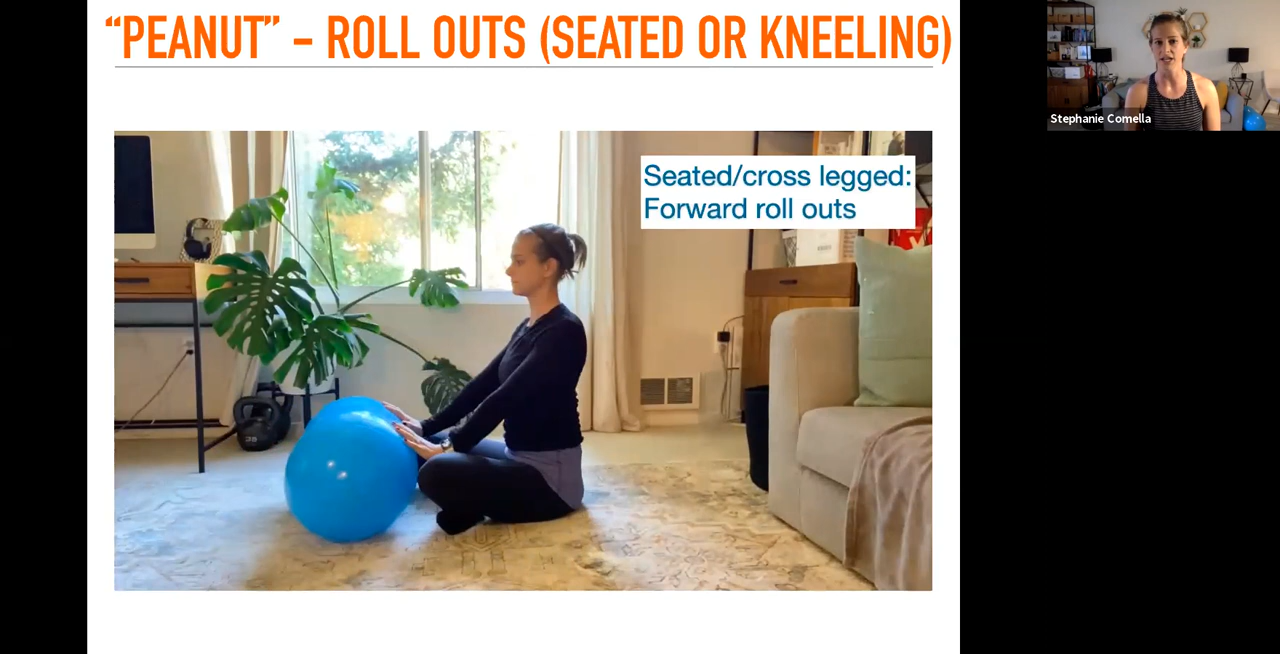 “PEANUT” – ROLL OUTS (SEATED OR KNEELING)
Seated/cross legged:
Forward roll outs
Stephanie Comella